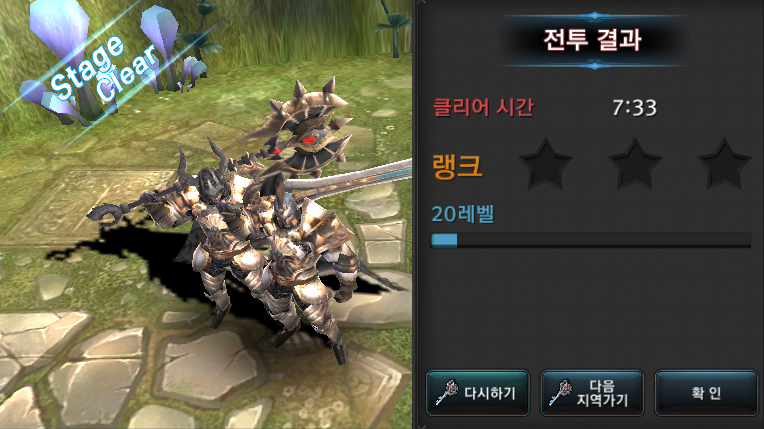 Stage
Clear
전투 결과
클리어 시간 7:33
랭크
20레벨
다시하기
다음
지역가기
확 인